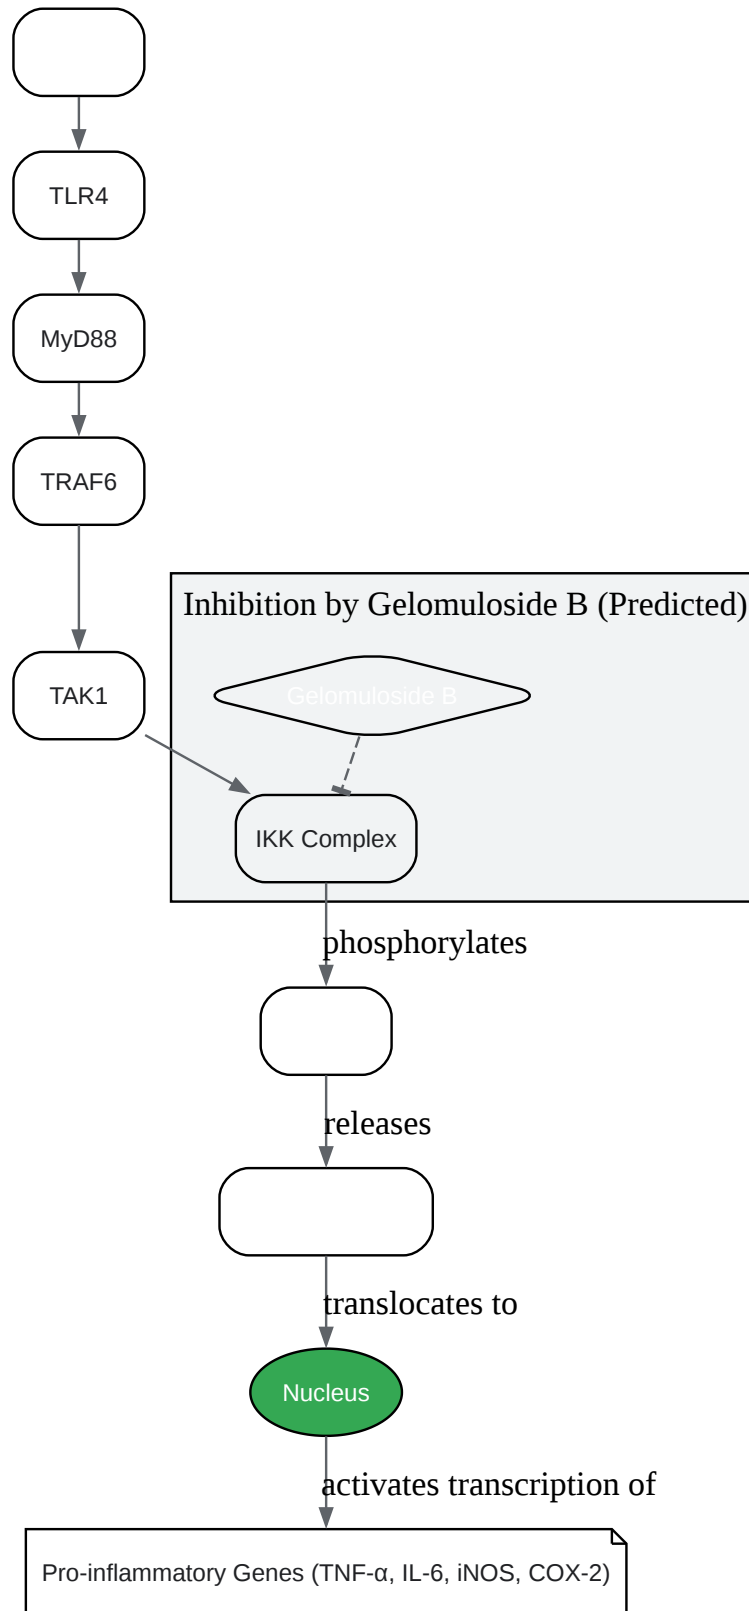 TLR4
MyD88
TRAF6
Inhibition by Gelomuloside B (Predicted)
TAK1
Gelomuloside B
IKK Complex
phosphorylates
releases
translocates to
Nucleus
activates transcription of
Pro-inflammatory Genes (TNF-α, IL-6, iNOS, COX-2)